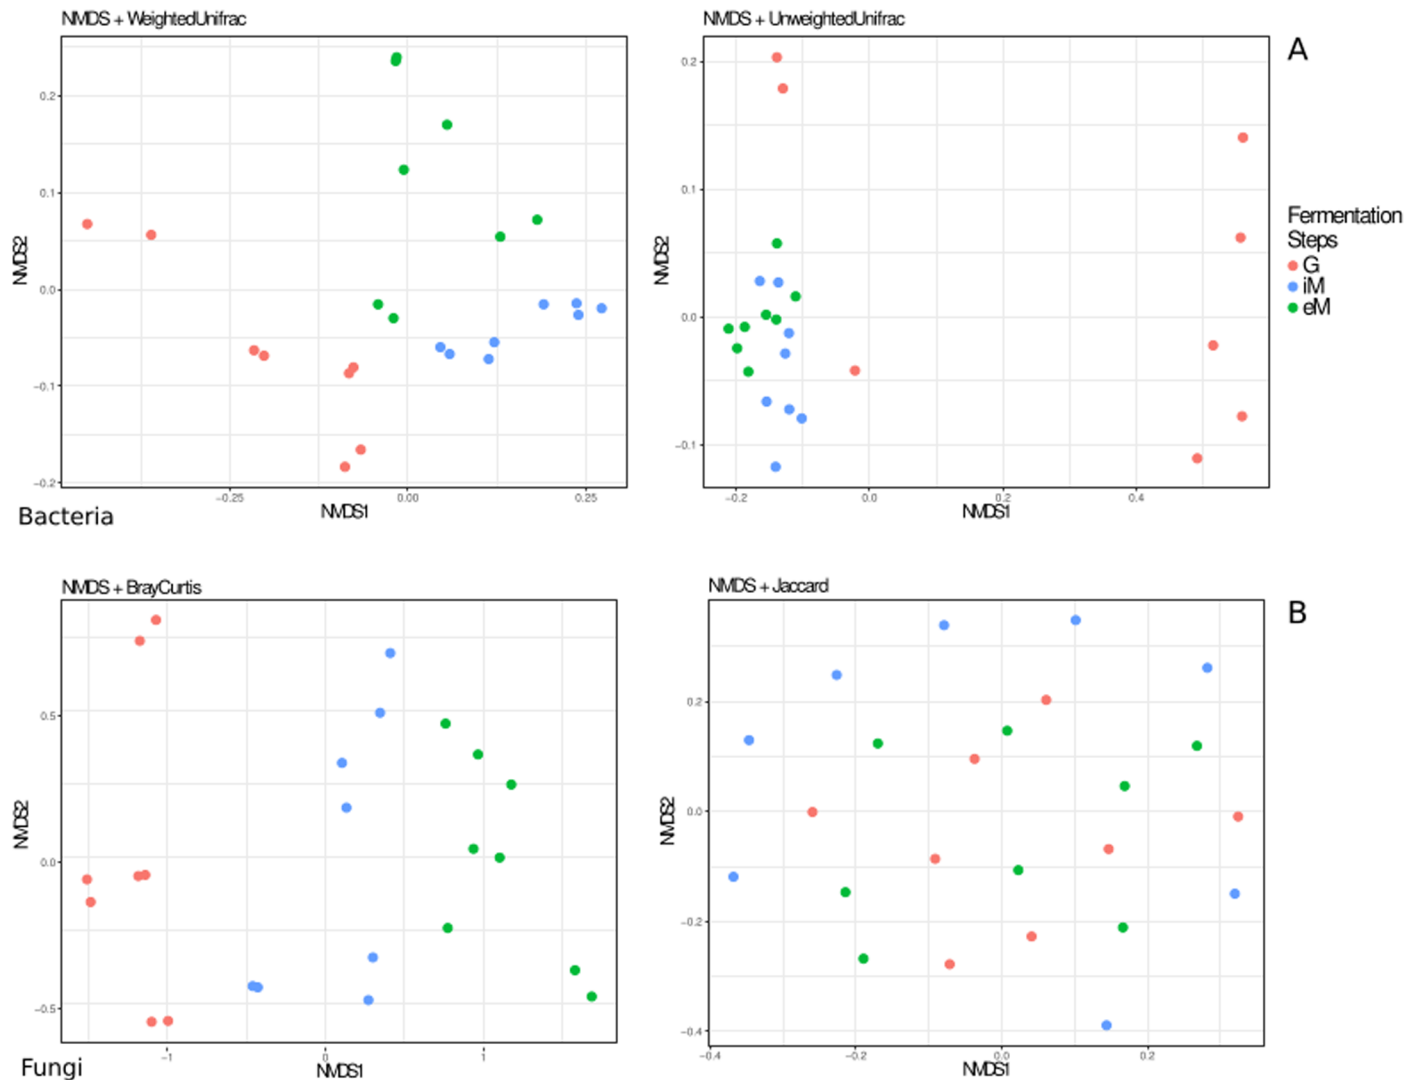 NMDS + WeightedUnifrac
NMDS + UnweightedUnifrac
A
0.2
0.1
0.0
−0.1
−0.2
NMDS2
−0.25
0.00
0.25
NMDS1
Bacteria
0.2
0.1
0.0
−0.1
NMDS2
−0.2
0.0
0.2
0.4
NMDS1
Fermentation
Steps
G
iM
eM
NMDS + BrayCurtis
NMDS + Jaccard
B
0.5
0.0
−0.5
NMDS2
−1
0
1
NMDS1
Fungi
0.2
0.0
−0.2
−0.4
NMDS2
−0.4
−0.2
0.0
0.2
NMDS1